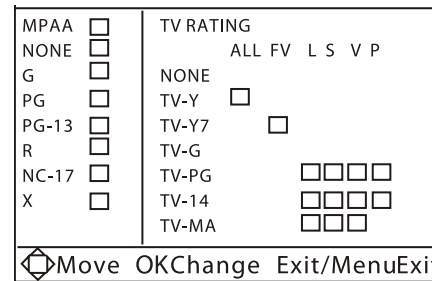 MPAA
NONE
G
PG
PG-13
R
NC-17
X
TV RATING
ALL FV L S V P
NONE
TV-Y
TV-Y7
TV-G
TV-PG
TV-14
TV-MA
Move OKChange Exit/MenuExit